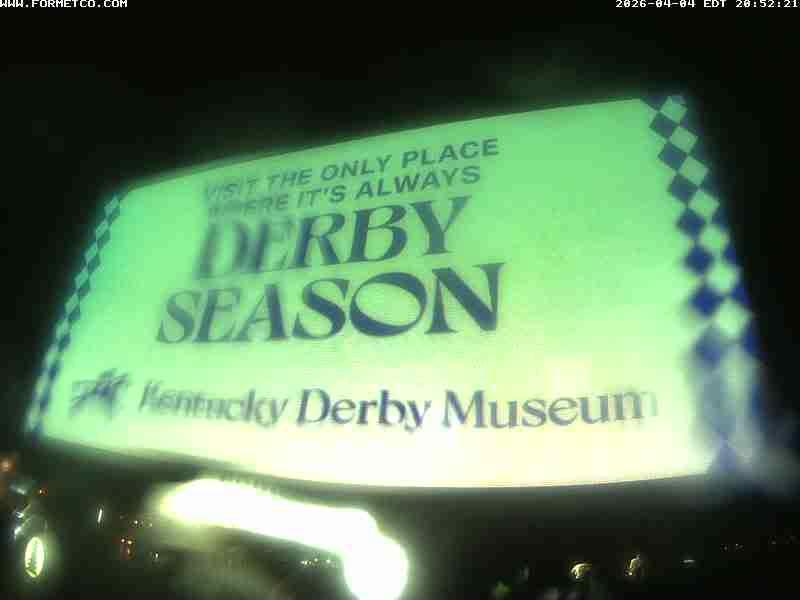 WWW.FORMETCO.COM
2026-04-04 EDT 20:52:21
VISIT THE ONLY PLACE
WHERE IT'S ALWAYS
DERBY
SEASON
Kentucky Derby Museum